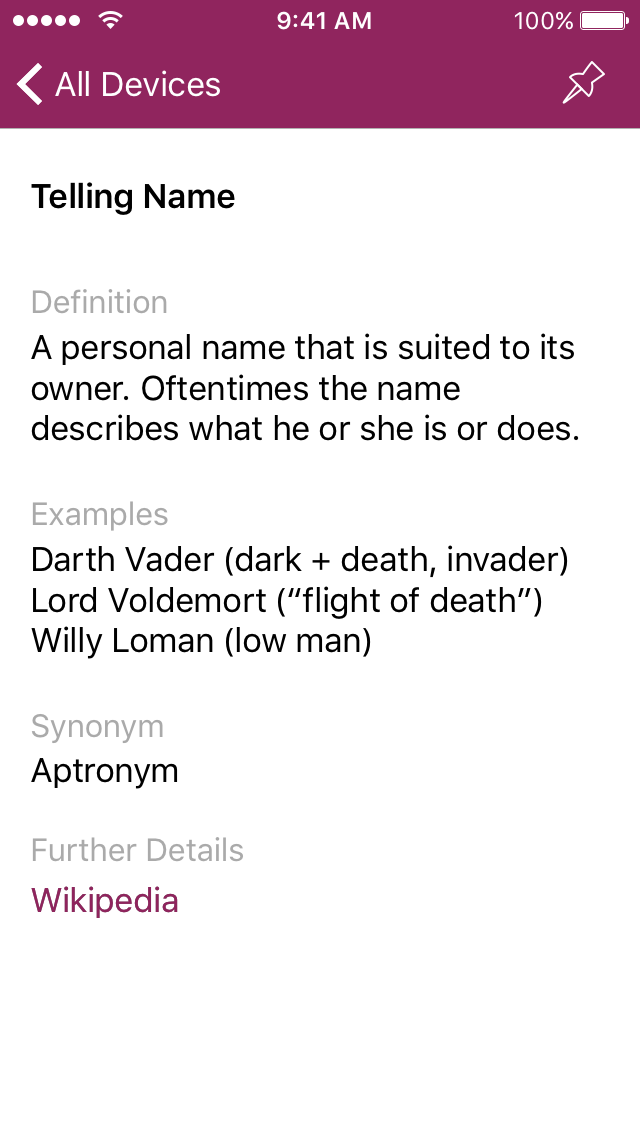 9:41 AM 100%
All Devices
Telling Name
Definition
A personal name that is suited to its
owner. Oftentimes the name
describes what he or she is or does.
Examples
Darth Vader (dark + death, invader)
Lord Voldemort (“flight of death”)
Willy Loman (low man)
Synonym
Aptronym
Further Details
Wikipedia